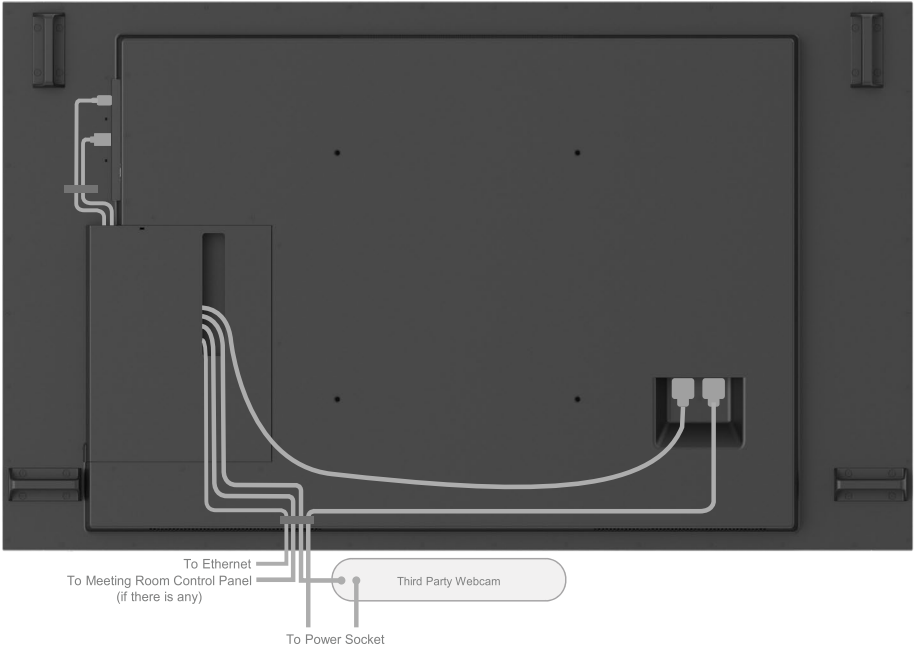 To Ethernet
To Meeting Room Control Panel
(if there is any)
Third Party Webcam
To Power Socket